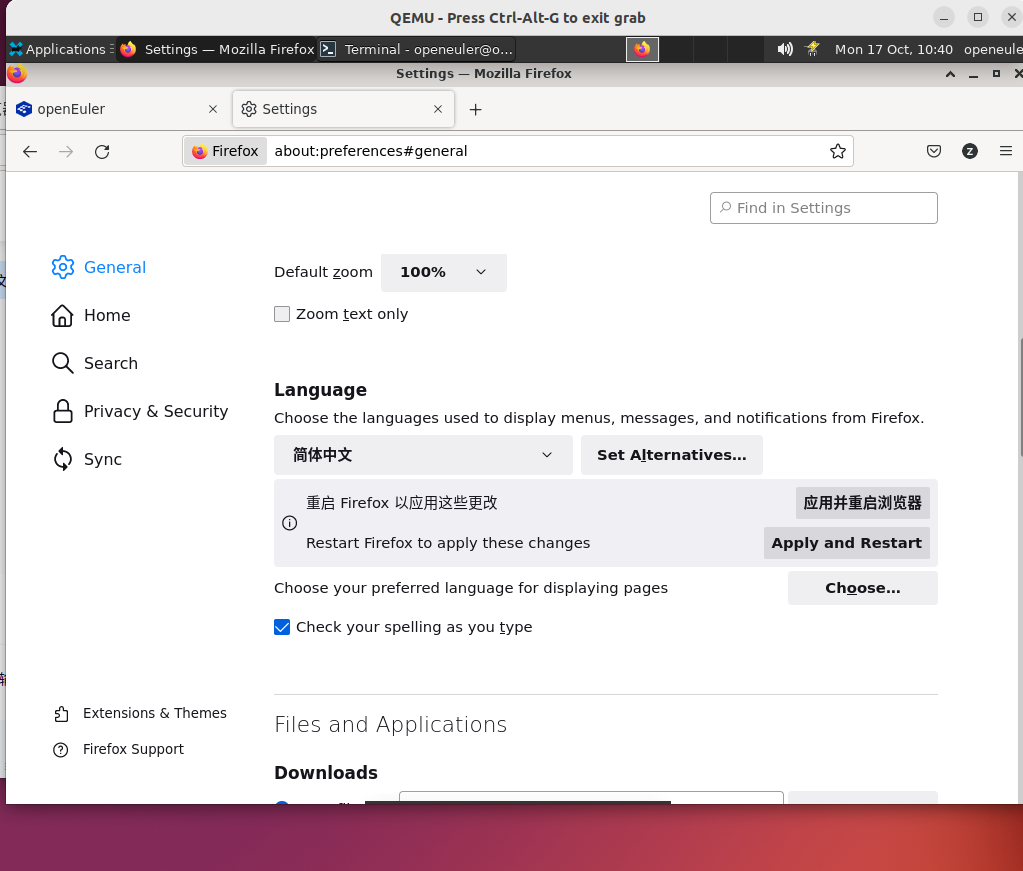 QEMU - Press Ctrl-Alt-G to exit grab
Applications
Settings — Mozilla Firefox
Terminal - openeuler@o...
Mon 17 Oct, 10:40
openeule
Settings — Mozilla Firefox
openEuler
Settings
Firefox
about:preferences#general
Z
Find in Settings
General
Home
Search
Privacy & Security
Sync
Extensions & Themes
Firefox Support
Default zoom
100%
Zoom text only
Language
Choose the languages used to display menus, messages, and notifications from Firefox.
简体中文
Set Alternatives...
重启 Firefox 以应用这些更改
应用并重启浏览器
Restart Firefox to apply these changes
Apply and Restart
Choose your preferred language for displaying pages
Choose...
Check your spelling as you type
Files and Applications
Downloads